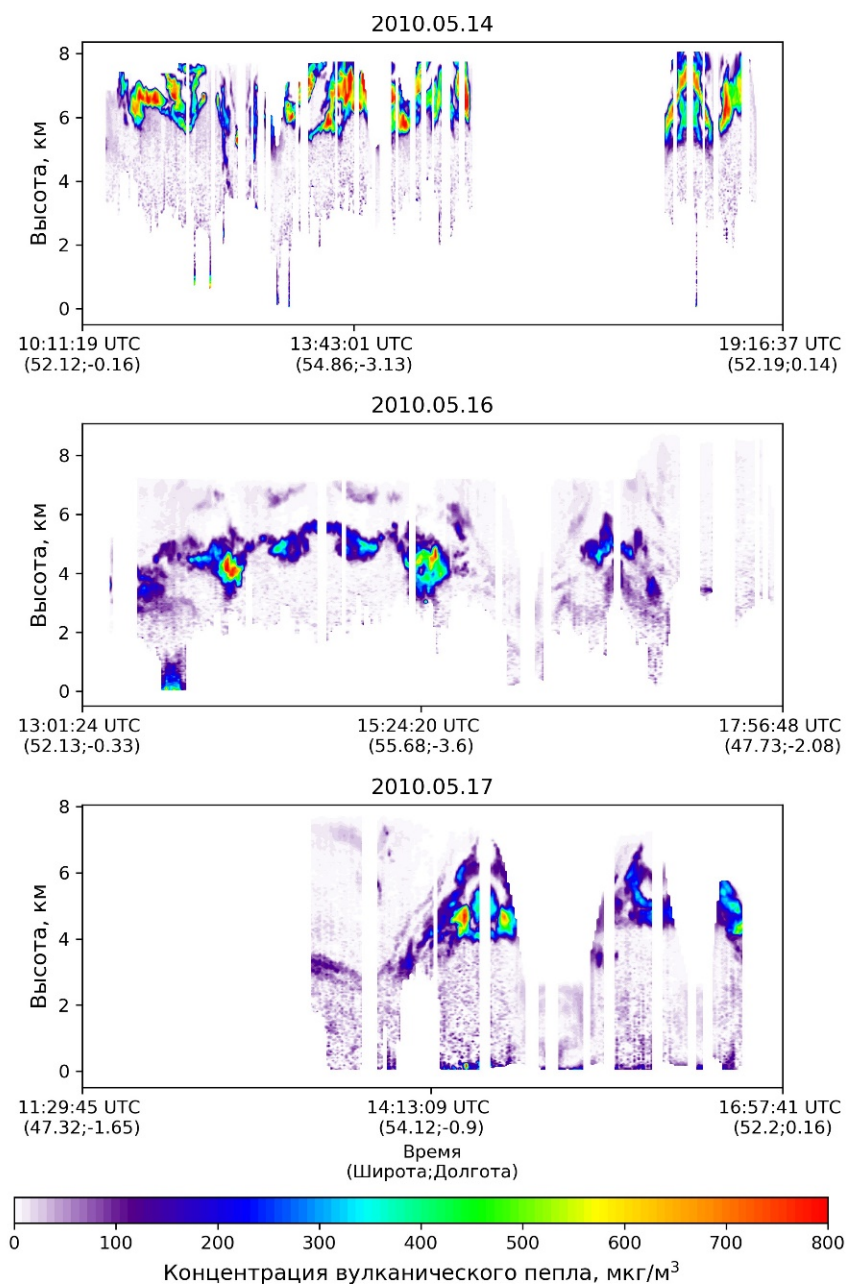 2010.05.14
8
6
4
2
0
Высота, км
10:11:19 UTC 13:43:01 UTC 19:16:37 UTC
(52.12;-0.16) (54.86;-3.13) (52.19;0.14)
2010.05.16
8
6
4
2
0
Высота, км
13:01:24 UTC 15:24:20 UTC 17:56:48 UTC
(52.13;-0.33) (55.68;-3.6) (47.73;-2.08)
2010.05.17
8
6
4
2
0
Высота, км
11:29:45 UTC 14:13:09 UTC 16:57:41 UTC
(47.32;-1.65) (54.12;-0.9) (52.2;0.16)
Время
(Широта;Долгота)
0 100 200 300 400 500 600 700 800
Концентрация вулканического пепла, мкг/м³